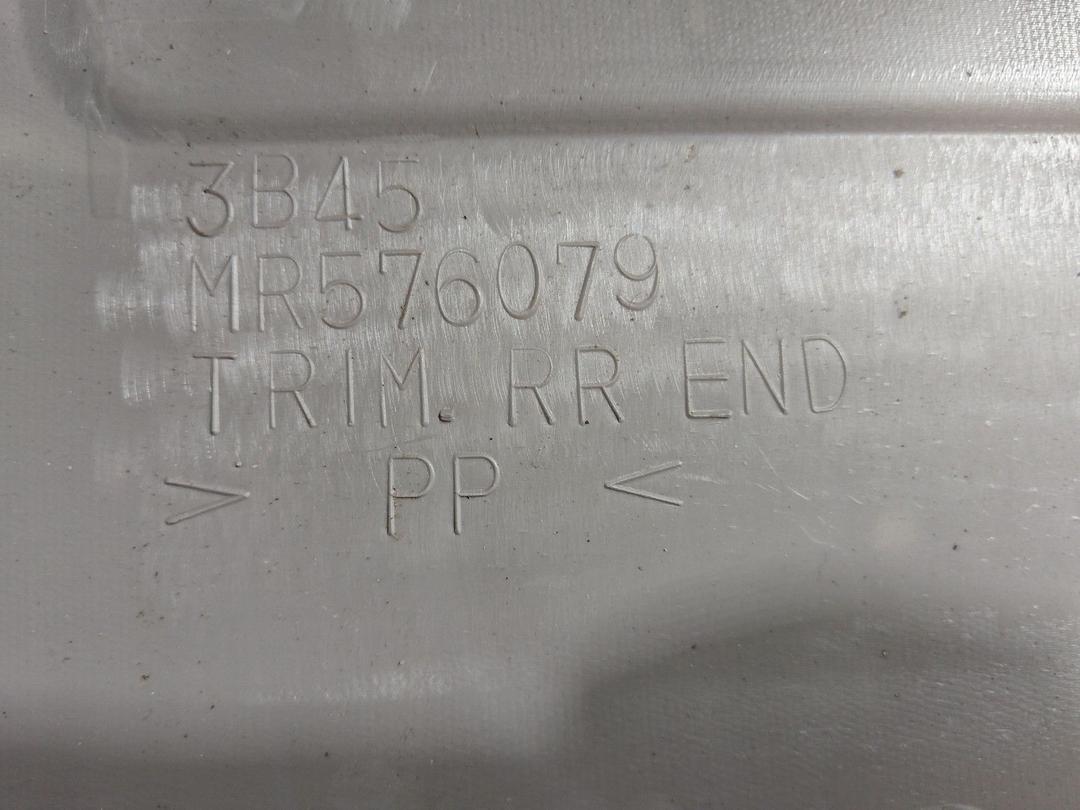 3B45
MR576079
TRIM. RR END
> PP <